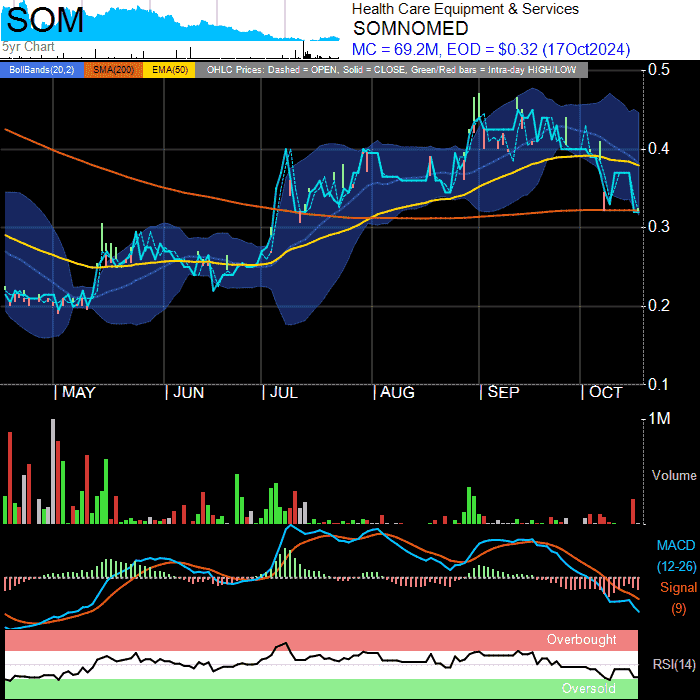 SOM
5yr Chart
Health Care Equipment & Services
SOMNOMED
MC = 69.2M, EOD = $0.32 (17Oct2024)
BollBands(20,2) SMA(200) EMA(50) OHLC Prices: Dashed = OPEN, Solid = CLOSE, Green/Red bars = Intra-day HIGH/LOW
0.5
0.4
0.3
0.2
0.1
MAY JUN JUL AUG SEP OCT
1M
Volume
MACD
(12-26)
Signal
(9)
Overbought
RSI(14)
Oversold